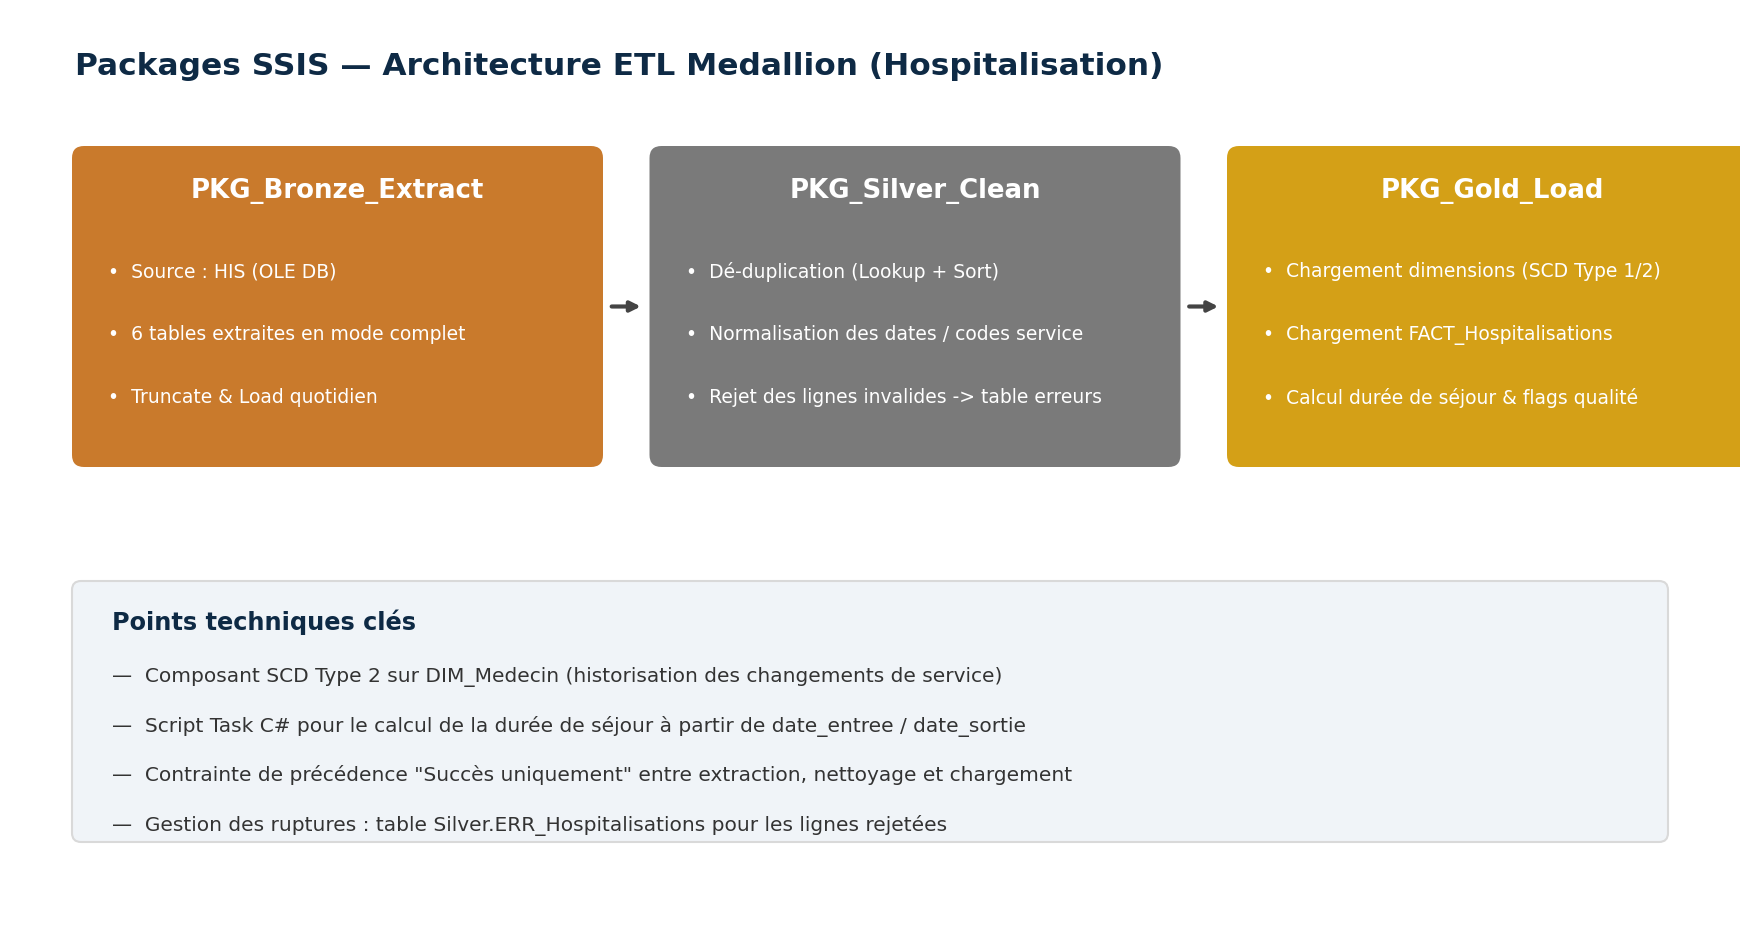 Packages SSIS — Architecture ETL Medallion (Hospitalisation)
PKG_Bronze_Extract
• Source : HIS (OLE DB)
• 6 tables extraites en mode complet
• Truncate & Load quotidien
PKG_Silver_Clean
• Dé-duplication (Lookup + Sort)
• Normalisation des dates / codes service
• Rejet des lignes invalides -> table erreurs
PKG_Gold_Load
• Chargement dimensions (SCD Type 1/2)
• Chargement FACT_Hospitalisations
• Calcul durée de séjour & flags qualité
Points techniques clés
— Composant SCD Type 2 sur DIM_Medecin (historisation des changements de service)
— Script Task C# pour le calcul de la durée de séjour à partir de date_entree / date_sortie
— Contrainte de précédence "Succès uniquement" entre extraction, nettoyage et chargement
— Gestion des ruptures : table Silver.ERR_Hospitalisations pour les lignes rejetées